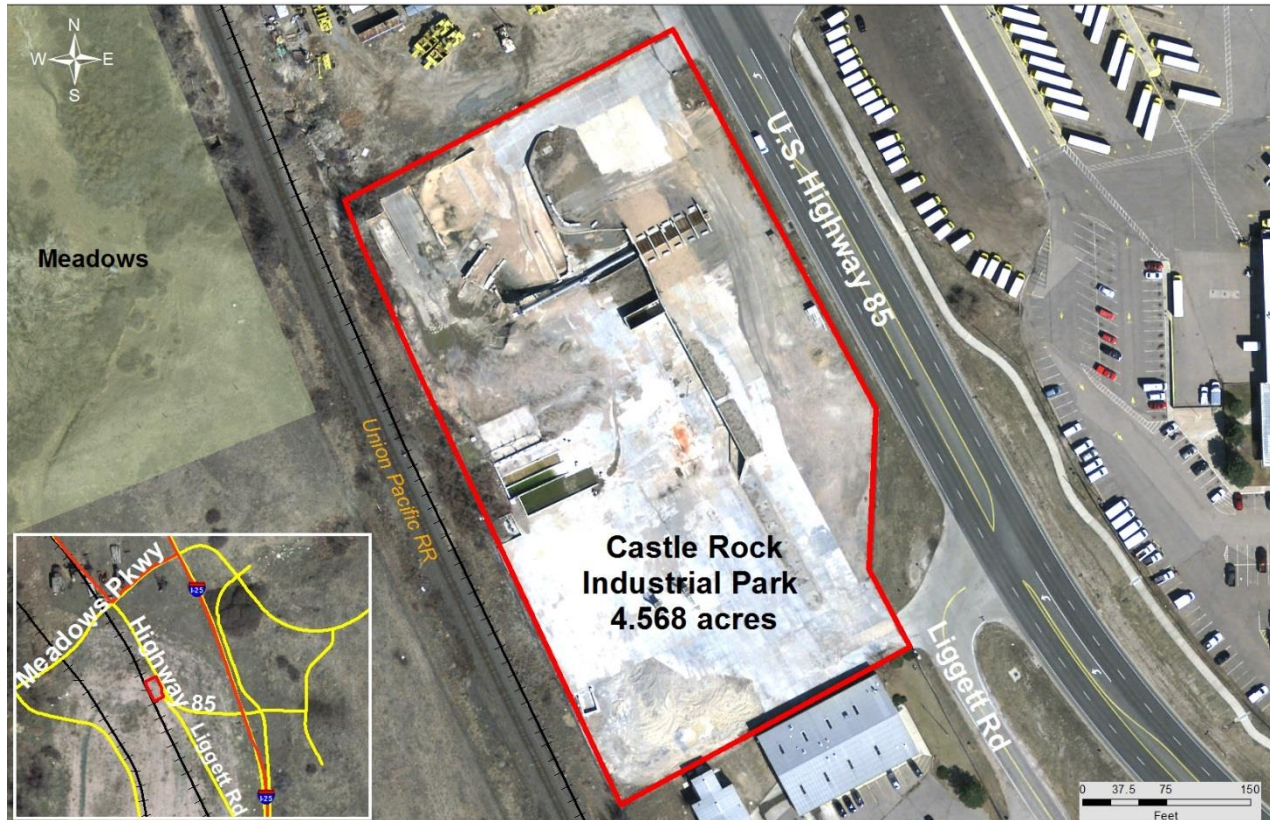 N
W E
S
Meadows
U.S. Highway 85
Union Pacific RR
Castle Rock
Industrial Park
4.568 acres
Liggett Rd
Meadows Pkwy
I-25
Highway 85
Liggett Rd
I-25
0 37.5 75 150
Feet